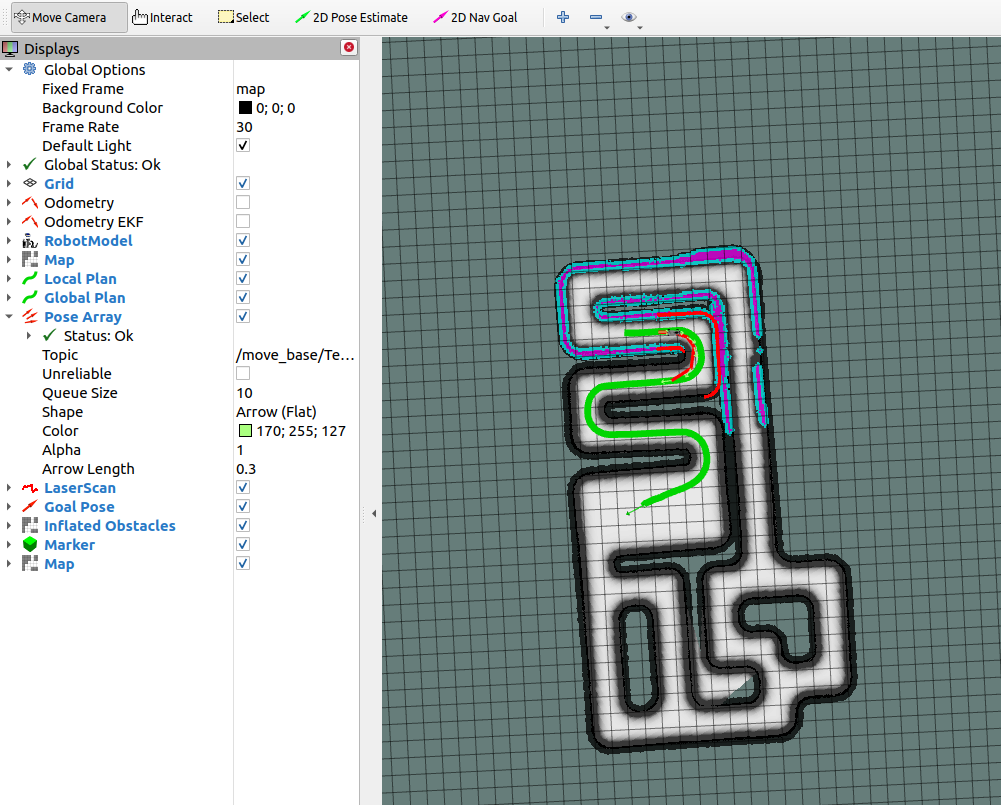 Move Camera Interact Select 2D Pose Estimate 2D Nav Goal
Displays
Global Options
Fixed Frame map
Background Color 0; 0; 0
Frame Rate 30
Default Light
Global Status: Ok
Grid
Odometry
Odometry EKF
RobotModel
Map
Local Plan
Global Plan
Pose Array
Status: Ok
Topic /move_base/Te...
Unreliable
Queue Size 10
Shape Arrow (Flat)
Color 170; 255; 127
Alpha 1
Arrow Length 0.3
LaserScan
Goal Pose
Inflated Obstacles
Marker
Map